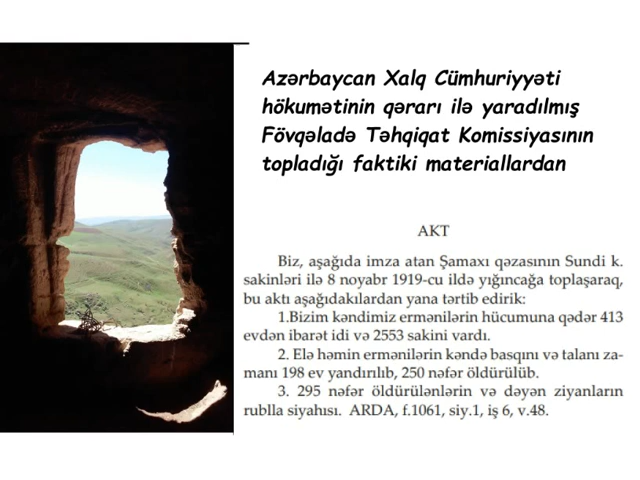 Azərbaycan Xalq Cümhuriyyəti
hökumətinin qərarı ilə yaradılmış
Fövqəladə Təhqiqat Komissiyasının
topladığı faktiki materiallardan
AKT
Biz, aşağıda imza atan Şamaxı qəzasının Sundi k.
sakinləri ilə 8 noyabr 1919-cu ildə yığıncağa toplaşaraq,
bu aktı aşağıdakılardan yana tərtib edirik:
1.Bizim kəndimiz ermənilərin hücumuna qədər 413
evdən ibarət idi və 2553 sakini vardı.
2. Elə həmin ermənilərin kəndə basqını və talanı za-
manı 198 ev yandırılıb, 250 nəfər öldürülüb.
3. 295 nəfər öldürülənlərin və dəyən ziyanların
rublla siyahısı. ARDA, f.1061, siy.1, iş 6, v.48.